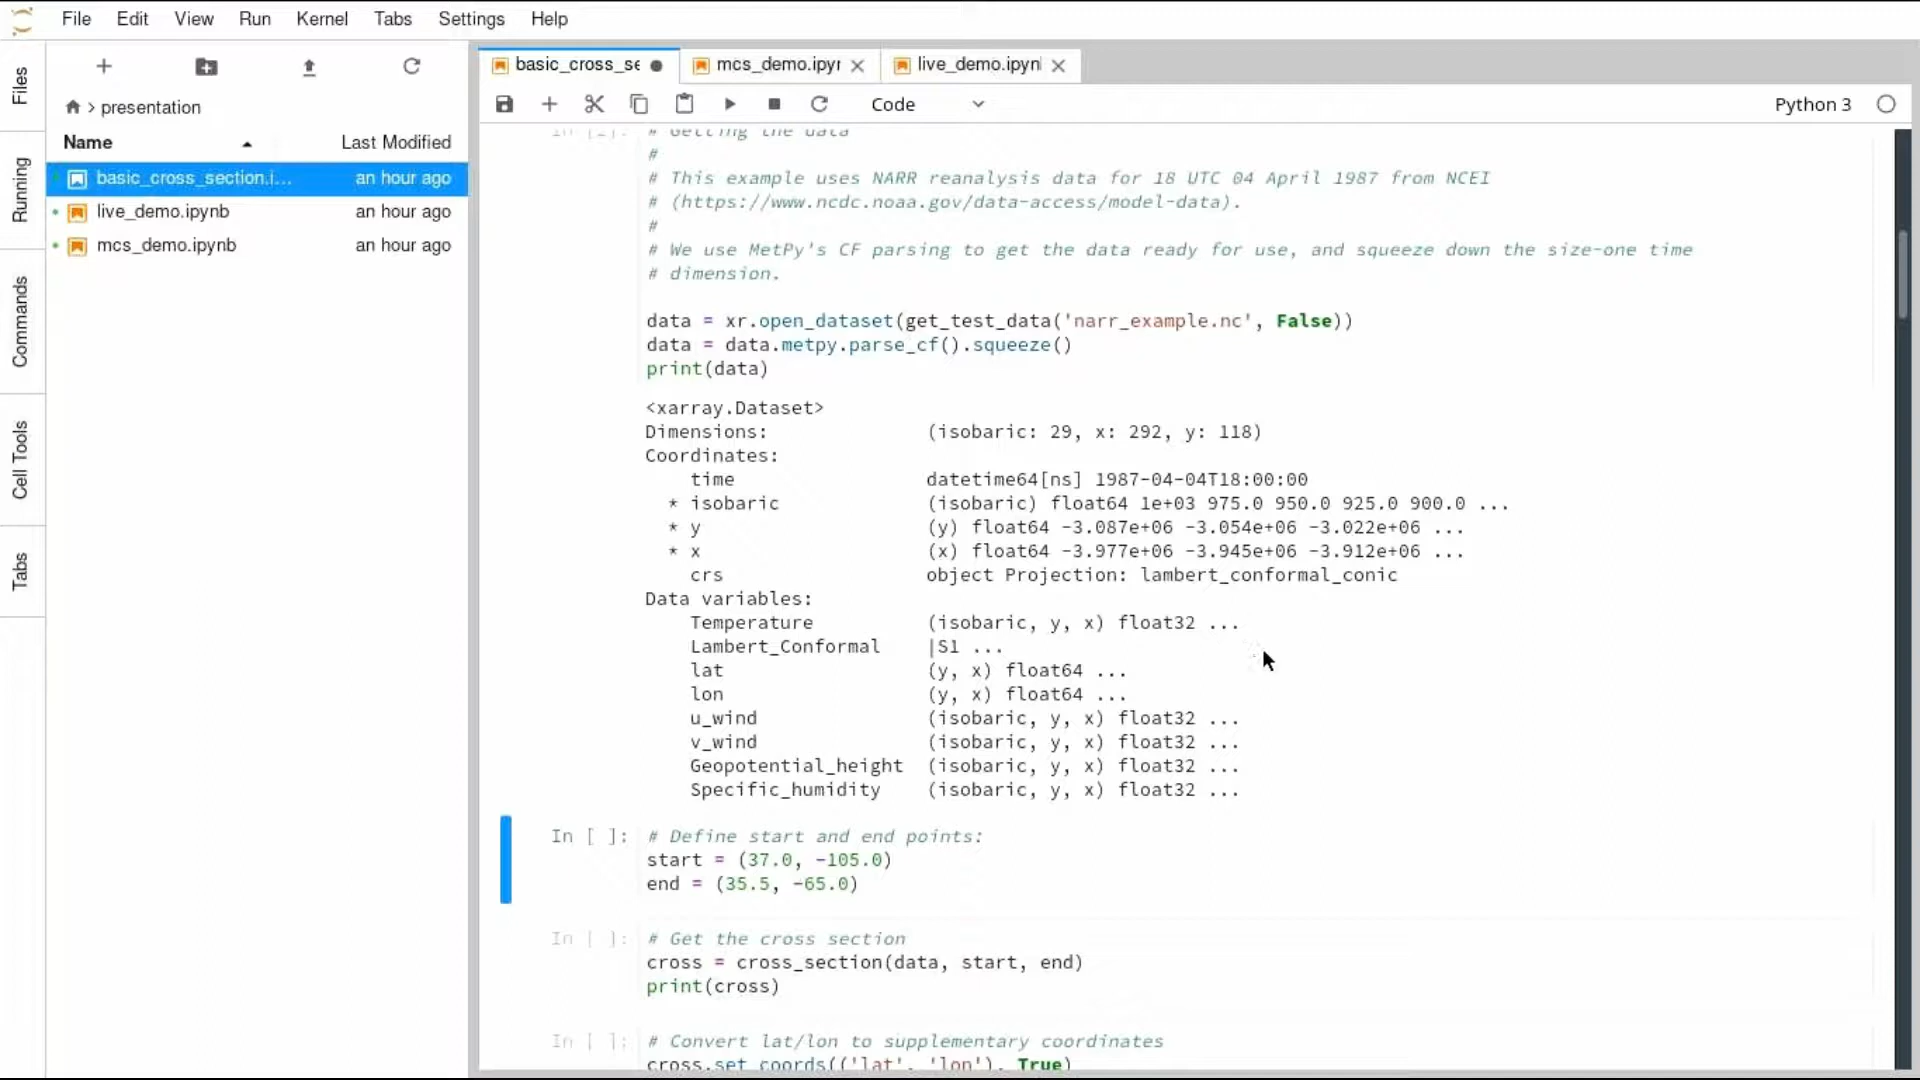 File Edit View Run Kernel Tabs Settings Help
Files
Running
Commands
Cell Tools
Tabs
presentation
Name Last Modified
basic_cross_section.i... an hour ago
live_demo.ipynb an hour ago
mcs_demo.ipynb an hour ago
basic_cross_se mcs_demo.ipyr live_demo.ipyn
Code Python 3
In [2]: # Getting the data
#
# This example uses NARR reanalysis data for 18 UTC 04 April 1987 from NCEI
# (https://www.ncdc.noaa.gov/data-access/model-data).
#
# We use MetPy's CF parsing to get the data ready for use, and squeeze down the size-one time
# dimension.
data = xr.open_dataset(get_test_data('narr_example.nc', False))
data = data.metpy.parse_cf().squeeze()
print(data)
<xarray.Dataset>
Dimensions: (isobaric: 29, x: 292, y: 118)
Coordinates:
time datetime64[ns] 1987-04-04T18:00:00
* isobaric (isobaric) float64 1e+03 975.0 950.0 925.0 900.0 ...
* y (y) float64 -3.087e+06 -3.054e+06 -3.022e+06 ...
* x (x) float64 -3.977e+06 -3.945e+06 -3.912e+06 ...
crs object Projection: lambert_conformal_conic
Data variables:
Temperature (isobaric, y, x) float32 ...
Lambert_Conformal |S1 ...
lat (y, x) float64 ...
lon (y, x) float64 ...
u_wind (isobaric, y, x) float32 ...
v_wind (isobaric, y, x) float32 ...
Geopotential_height (isobaric, y, x) float32 ...
Specific_humidity (isobaric, y, x) float32 ...
In [ ]: # Define start and end points:
start = (37.0, -105.0)
end = (35.5, -65.0)
In [ ]: # Get the cross section
cross = cross_section(data, start, end)
print(cross)
In [ ]: # Convert lat/lon to supplementary coordinates
cross.set_coords(('lat', 'lon'), True)